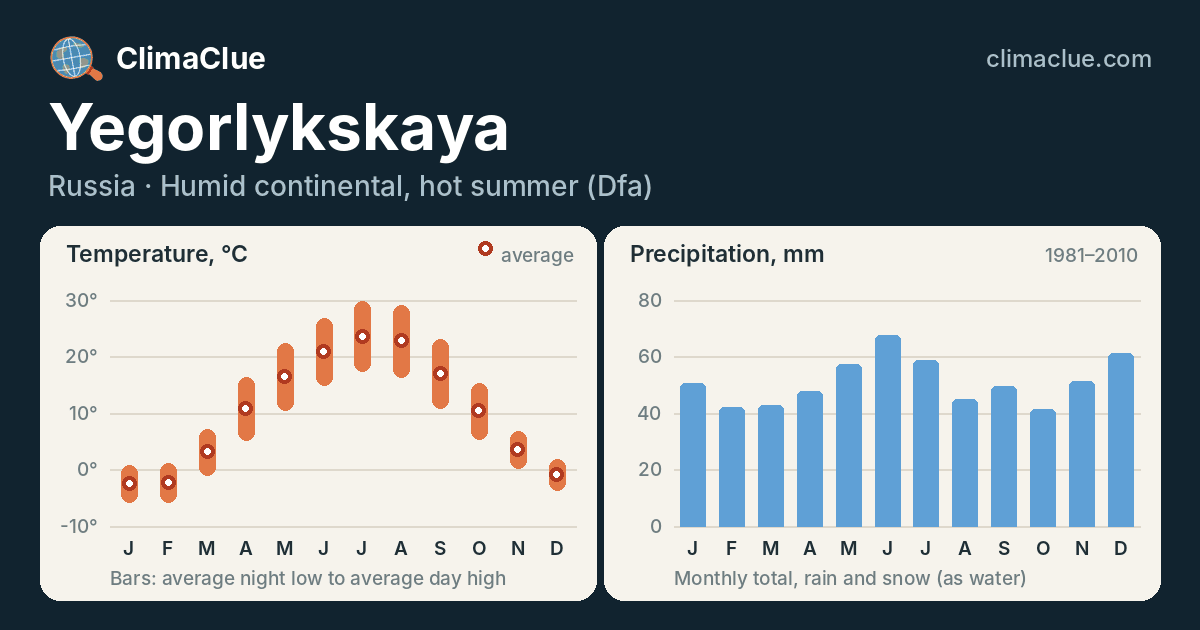 ClimaClue
climaclue.com
Yegorlykskaya
Russia · Humid continental, hot summer (Dfa)
Temperature, °C
average
30°
20°
10°
0°
-10°
J F M A M J J A S O N D
Bars: average night low to average day high
Precipitation, mm
1981–2010
80
60
40
20
0
J F M A M J J A S O N D
Monthly total, rain and snow (as water)